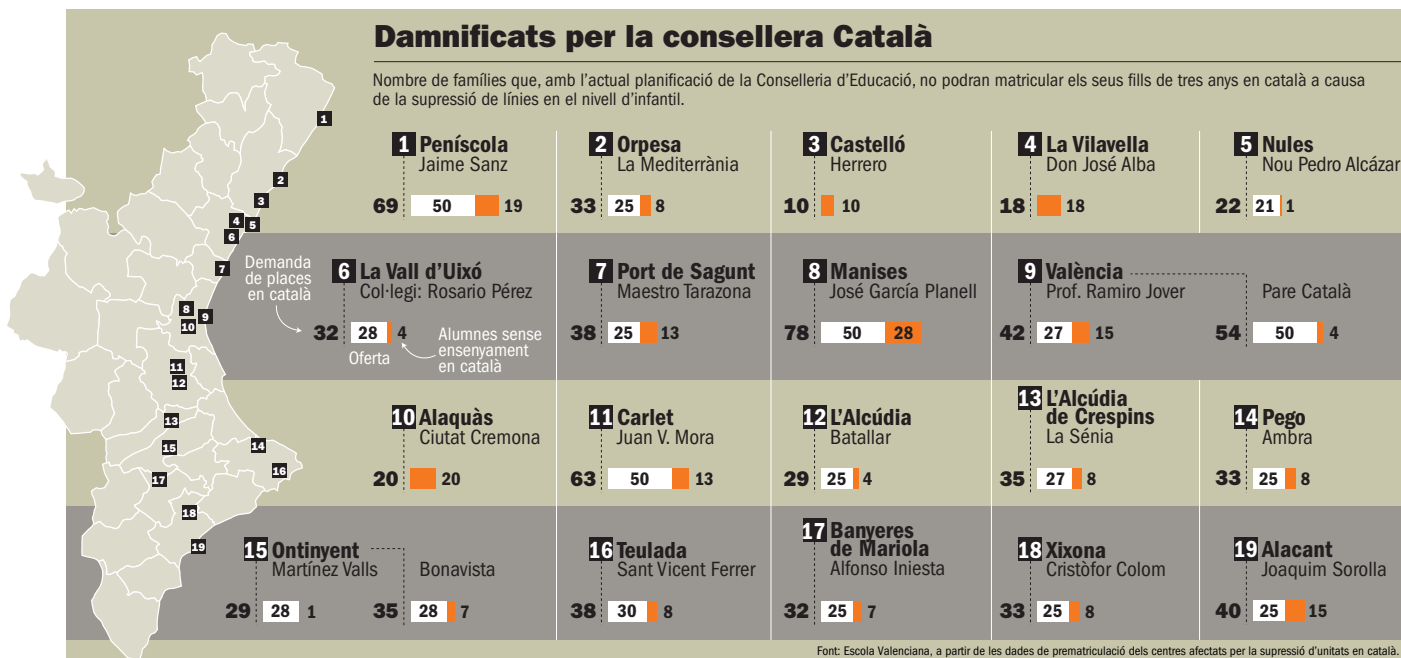 Damnificats per la consellera Català
Nombre de famílies que, amb l'actual planificació de la Conselleria d'Educació, no podran matricular els seus fills de tres anys en català a causa
de la supressió de línies en el nivell d'infantil.
1 Peníscola
Jaime Sanz
69 50 19
2 Orpesa
La Mediterrània
33 25 8
3 Castelló
Herrero
10 10
4 La Vilavella
Don José Alba
18 18
5 Nules
Nou Pedro Alcázar
22 21 1
Demanda
de places
en català
6 La Vall d'Uixó
Col·legi: Rosario Pérez
32 28 4
Oferta
Alumnes sense
ensenyament
en català
7 Port de Sagunt
Maestro Tarazona
38 25 13
8 Manises
José García Planell
78 50 28
9 València
Prof. Ramiro Jover
42 27 15
Pare Català
54 50 4
10 Alaquàs
Ciutat Cremona
20 20
11 Carlet
Juan V. Mora
63 50 13
12 L'Alcúdia
Batallar
29 25 4
13 L'Alcúdia
de Crespins
La Sénia
35 27 8
14 Pego
Ambra
33 25 8
15 Ontinyent
Martínez Valls
29 28 1
Bonavista
35 28 7
16 Teulada
Sant Vicent Ferrer
38 30 8
17 Banyeres
de Mariola
Alfonso Iniesta
32 25 7
18 Xixona
Cristòfor Colom
33 25 8
19 Alacant
Joaquim Sorolla
40 25 15
1
2
3
4
5
6
7
8
9
10
11
12
13
14
15
16
17
18
19
Font: Escola Valenciana, a partir de les dades de prematriculació dels centres afectats per la supressió d'unitats en català.